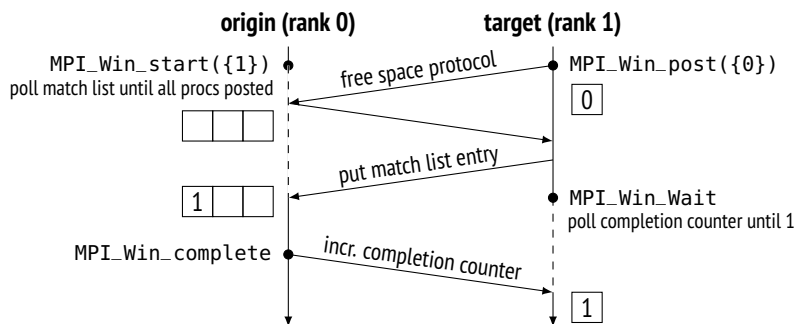 origin (rank 0)
target (rank 1)
MPI_Win_start({1})
poll match list until all procs posted
free space protocol
MPI_Win_post({0})
0
put match list entry
1
MPI_Win_Wait
poll completion counter until 1
MPI_Win_complete
incr. completion counter
1